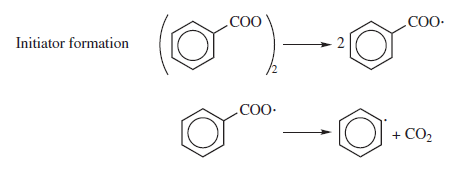 COO COO·
Initiator formation 2
2
COO·
+ CO₂